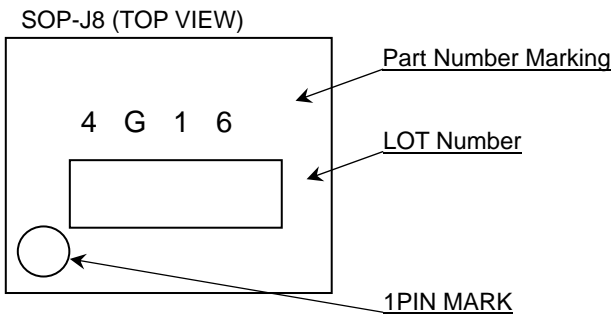 SOP-J8 (TOP VIEW)
Part Number Marking
4 G 1 6
LOT Number
1PIN MARK